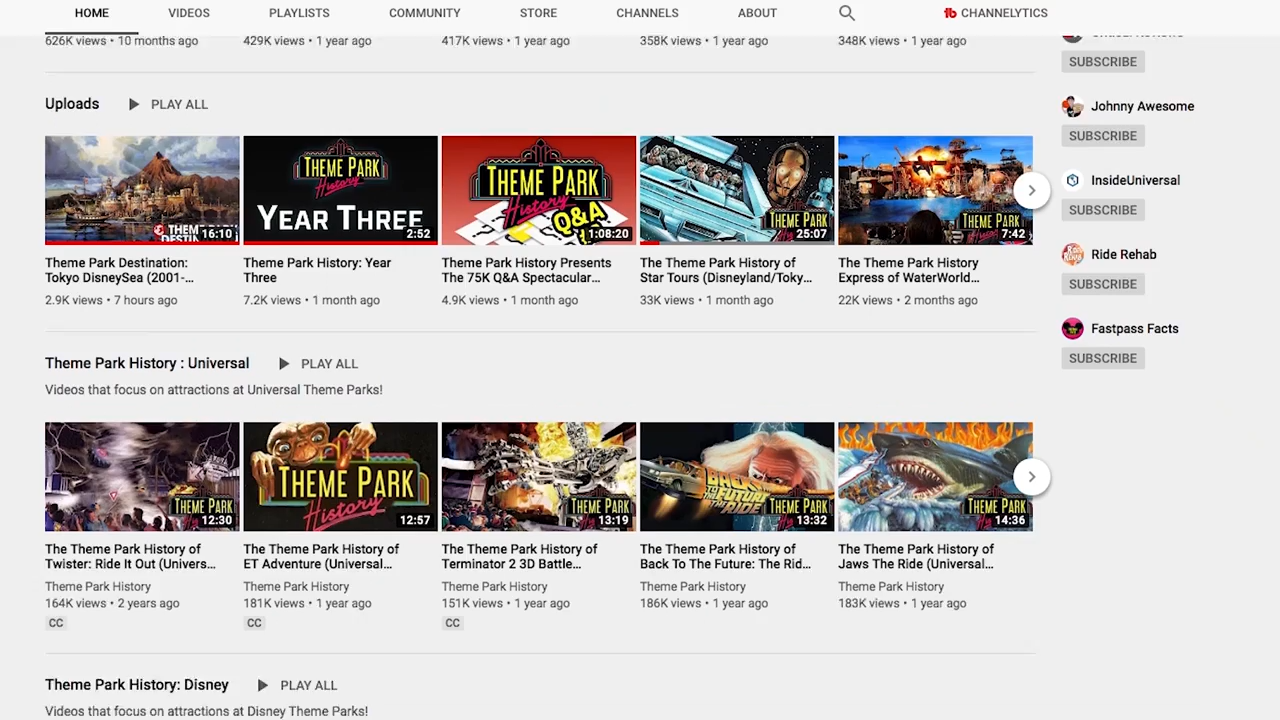 HOME VIDEOS PLAYLISTS COMMUNITY STORE CHANNELS ABOUT CHANNELYTICS
626K views • 10 months ago 429K views • 1 year ago 417K views • 1 year ago 358K views • 1 year ago 348K views • 1 year ago
SUBSCRIBE
Uploads PLAY ALL
Johnny Awesome
SUBSCRIBE
THEME PARK
History
YEAR THREE
2:52
THEME PARK
History
Q&A
1:08:20
THEME PARK
25:07
THEME PARK
7:42
16:10
InsideUniversal
SUBSCRIBE
Theme Park Destination:
Tokyo DisneySea (2001-...
2.9K views • 7 hours ago
Theme Park History: Year
Three
7.2K views • 1 month ago
Theme Park History Presents
The 75K Q&A Spectacular...
4.9K views • 1 month ago
The Theme Park History of
Star Tours (Disneyland/Toky...
33K views • 1 month ago
The Theme Park History
Express of WaterWorld...
22K views • 2 months ago
Ride Rehab
SUBSCRIBE
Fastpass Facts
SUBSCRIBE
Theme Park History : Universal PLAY ALL
Videos that focus on attractions at Universal Theme Parks!
THEME PARK
12:30
THEME PARK
History
12:57
THEME PARK
13:19
BACK TO THE FUTURE
THE RIDE
THEME PARK
13:32
THEME PARK
14:36
The Theme Park History of
Twister: Ride It Out (Univers...
Theme Park History
164K views • 2 years ago
CC
The Theme Park History of
ET Adventure (Universal...
Theme Park History
181K views • 1 year ago
CC
The Theme Park History of
Terminator 2 3D Battle...
Theme Park History
151K views • 1 year ago
CC
The Theme Park History of
Back To The Future: The Rid...
Theme Park History
186K views • 1 year ago
The Theme Park History of
Jaws The Ride (Universal...
Theme Park History
183K views • 1 year ago
Theme Park History: Disney PLAY ALL
Videos that focus on attractions at Disney Theme Parks!